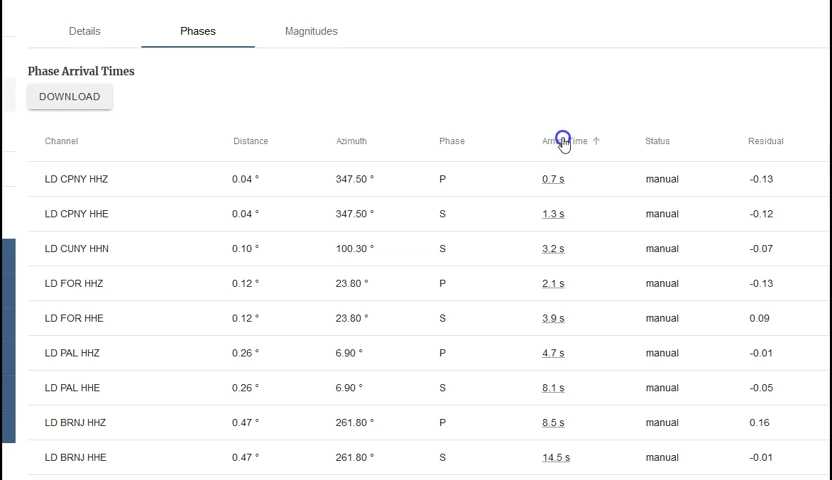 Details Phases Magnitudes
Phase Arrival Times
DOWNLOAD
Channel Distance Azimuth Phase Arrival Time Status Residual
LD CPNY HHZ 0.04 ° 347.50 ° P 0.7 s manual -0.13
LD CPNY HHE 0.04 ° 347.50 ° S 1.3 s manual -0.12
LD CUNY HHN 0.10 ° 100.30 ° S 3.2 s manual -0.07
LD FOR HHZ 0.12 ° 23.80 ° P 2.1 s manual -0.13
LD FOR HHE 0.12 ° 23.80 ° S 3.9 s manual 0.09
LD PAL HHZ 0.26 ° 6.90 ° P 4.7 s manual -0.01
LD PAL HHE 0.26 ° 6.90 ° S 8.1 s manual -0.05
LD BRNJ HHZ 0.47 ° 261.80 ° P 8.5 s manual 0.16
LD BRNJ HHE 0.47 ° 261.80 ° S 14.5 s manual -0.01